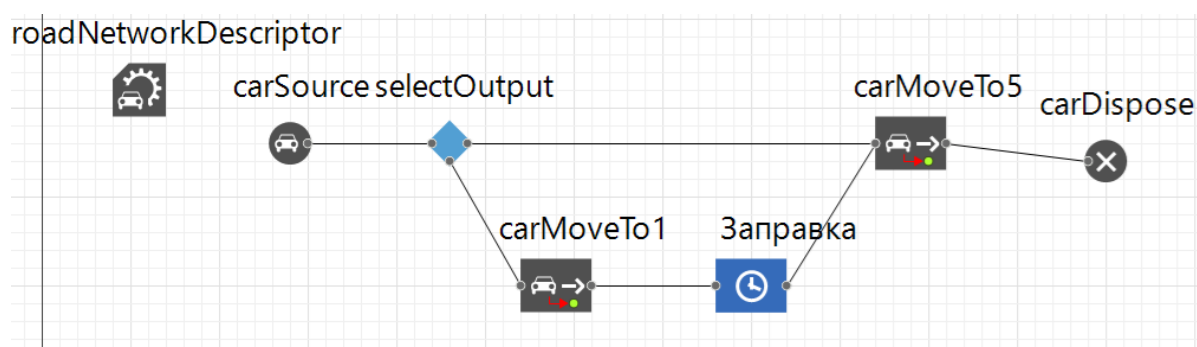 roadNetworkDescriptor
carSource selectOutput
carMoveTo5
carDispose
carMoveTo1
Заправка